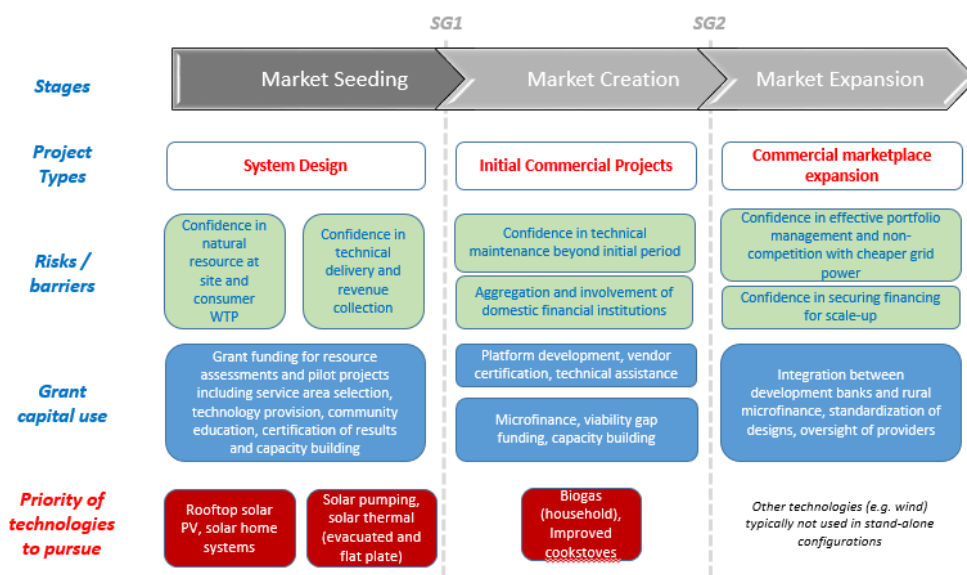 SG1
SG2
Stages
Market Seeding
Market Creation
Market Expansion
Project
Types
System Design
Initial Commercial Projects
Commercial marketplace
expansion
Risks /
barriers
Confidence in
natural
resource at
site and
consumer
WTP
Confidence in
technical
delivery and
revenue
collection
Confidence in technical
maintenance beyond initial period
Aggregation and involvement of
domestic financial institutions
Confidence in effective portfolio
management and non-
competition with cheaper grid
power
Confidence in securing financing
for scale-up
Grant
capital use
Grant funding for resource
assessments and pilot projects
including service area selection,
technology provision, community
education, certification of results
and capacity building
Platform development, vendor
certification, technical assistance
Microfinance, viability gap
funding, capacity building
Integration between
development banks and rural
microfinance, standardization of
designs, oversight of providers
Priority of
technologies
to pursue
Rooftop solar
PV, solar home
systems
Solar pumping,
solar thermal
(evacuated and
flat plate)
Biogas
(household),
Improved
cookstoves
Other technologies (e.g. wind)
typically not used in stand-alone
configurations